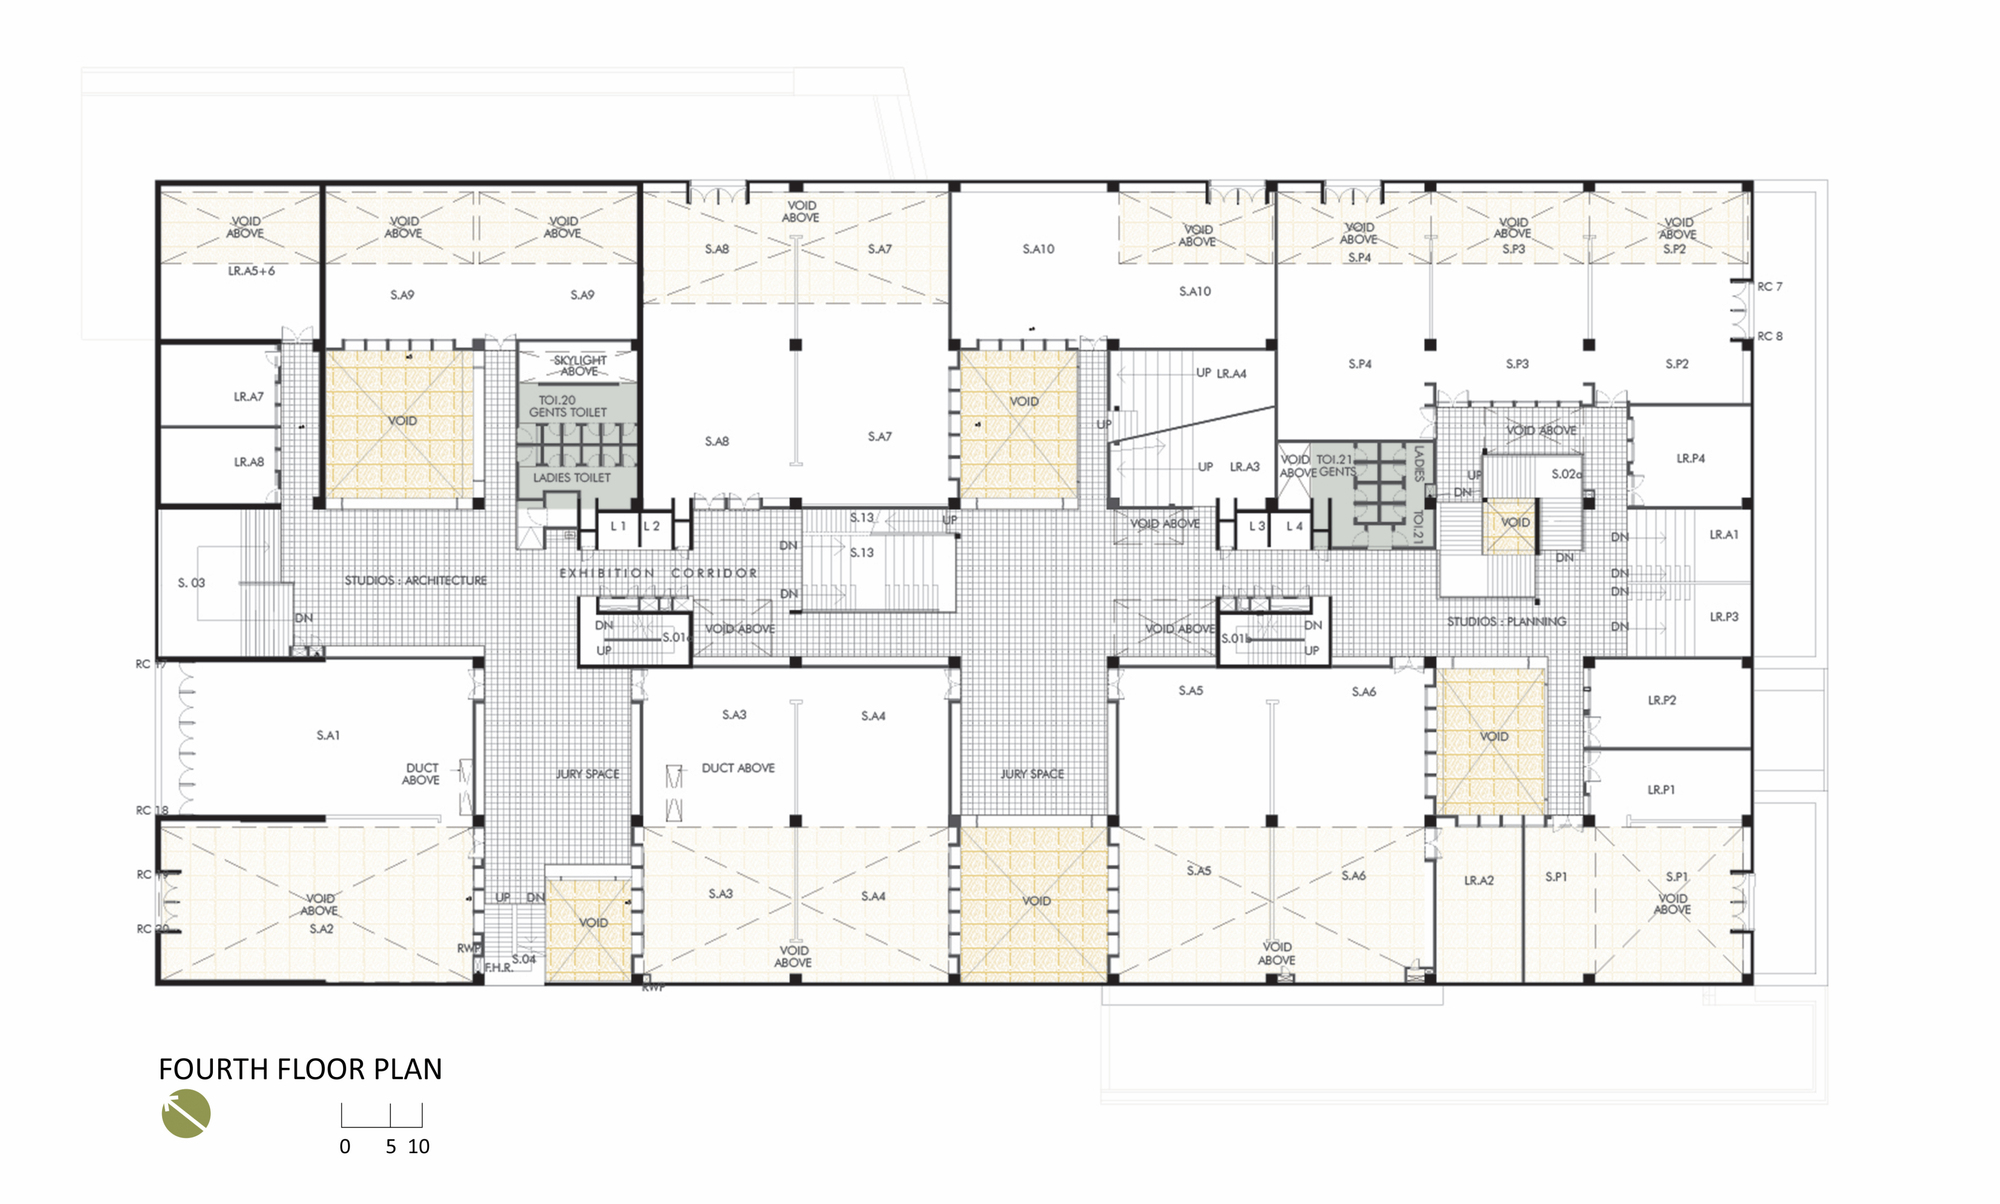 VOID
ABOVE
LR.A5+6
VOID
ABOVE
VOID
ABOVE
S.A9
S.A9
VOID
ABOVE
S.A8
S.A7
S.A10
VOID
ABOVE
S.A10
VOID
ABOVE
S.P4
VOID
ABOVE
S.P3
VOID
ABOVE
S.P2
RC 7
RC 8
LR.A7
LR.A8
VOID
SKYLIGHT
ABOVE
TOI.20
GENTS TOILET
LADIES TOILET
S.A8
S.A7
VOID
UP
LR.A4
UP
UP
LR.A3
S.P4
S.P3
S.P2
VOID
ABOVE
TOI.21
GENTS
LADIES
TOI.21
VOID ABOVE
UP
DN
S.02a
VOID
DN
LR.P4
S. 03
DN
STUDIOS : ARCHITECTURE
L 1
L 2
EXHIBITION CORRIDOR
S.13
UP
DN
S.13
DN
VOID ABOVE
L 3
L 4
DN
LR.A1
DN
DN
DN
LR.P3
DN
UP
VOID ABOVE
VOID ABOVE
S.01b
DN
UP
STUDIOS : PLANNING
RC 18
S.A1
DUCT
ABOVE
JURY SPACE
S.A3
S.A4
DUCT ABOVE
JURY SPACE
S.A5
S.A6
VOID
LR.P2
LR.P1
VOID
ABOVE
S.A2
UP
DN
RWP
F.H.R.
S.04
VOID
S.A3
S.A4
VOID
ABOVE
RWP
VOID
S.A5
S.A6
VOID
ABOVE
LR.A2
S.P1
S.P1
VOID
ABOVE
FOURTH FLOOR PLAN
0 5 10